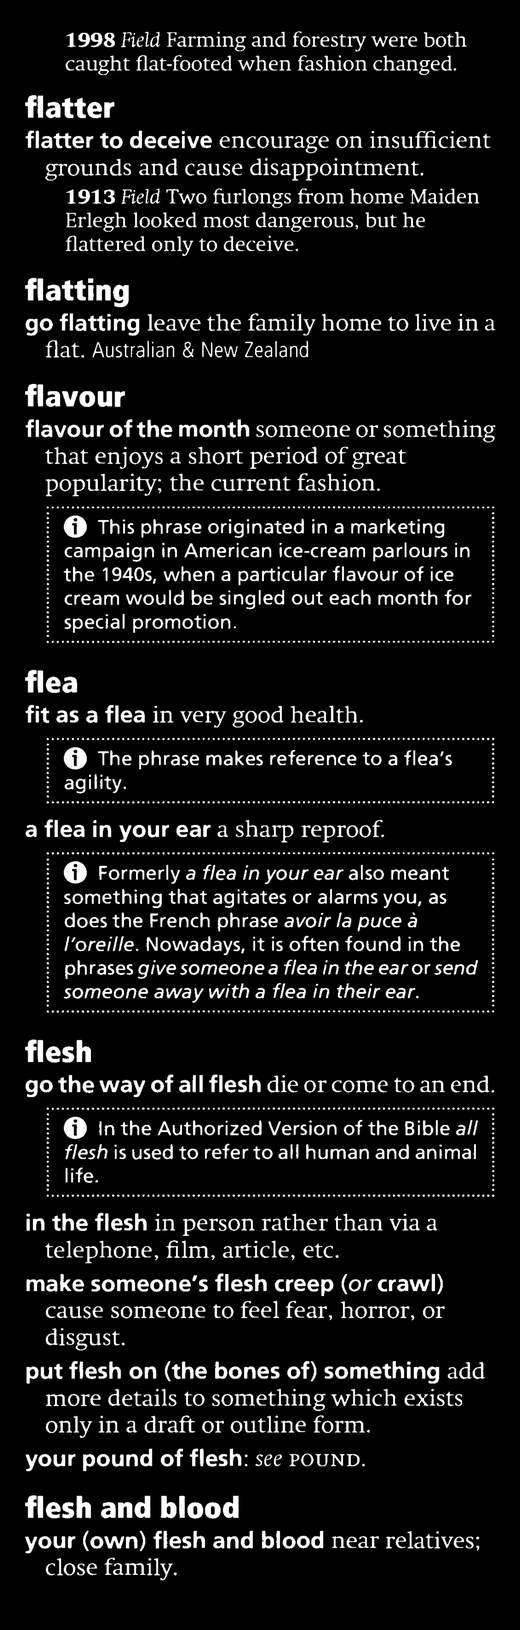 1998 Field Farming and forestry were both
caught flat-footed when fashion changed.
flatter
flatter to deceive encourage on insufficient
grounds and cause disappointment.
1913 Field Two furlongs from home Maiden
Erlegh looked most dangerous, but he
flattered only to deceive.
flatting
go flatting leave the family home to live in a
flat. Australian & New Zealand
flavour
flavour of the month someone or something
that enjoys a short period of great
popularity; the current fashion.
i This phrase originated in a marketing
campaign in American ice-cream parlours in
the 1940s, when a particular flavour of ice
cream would be singled out each month for
special promotion.
flea
fit as a flea in very good health.
i The phrase makes reference to a flea's
agility.
a flea in your ear a sharp reproof.
i Formerly a flea in your ear also meant
something that agitates or alarms you, as
does the French phrase avoir la puce à
l'oreille. Nowadays, it is often found in the
phrases give someone a flea in the ear or send
someone away with a flea in their ear.
flesh
go the way of all flesh die or come to an end.
i In the Authorized Version of the Bible all
flesh is used to refer to all human and animal
life.
in the flesh in person rather than via a
telephone, film, article, etc.
make someone's flesh creep (or crawl)
cause someone to feel fear, horror, or
disgust.
put flesh on (the bones of) something add
more details to something which exists
only in a draft or outline form.
your pound of flesh: see POUND.
flesh and blood
your (own) flesh and blood near relatives;
close family.